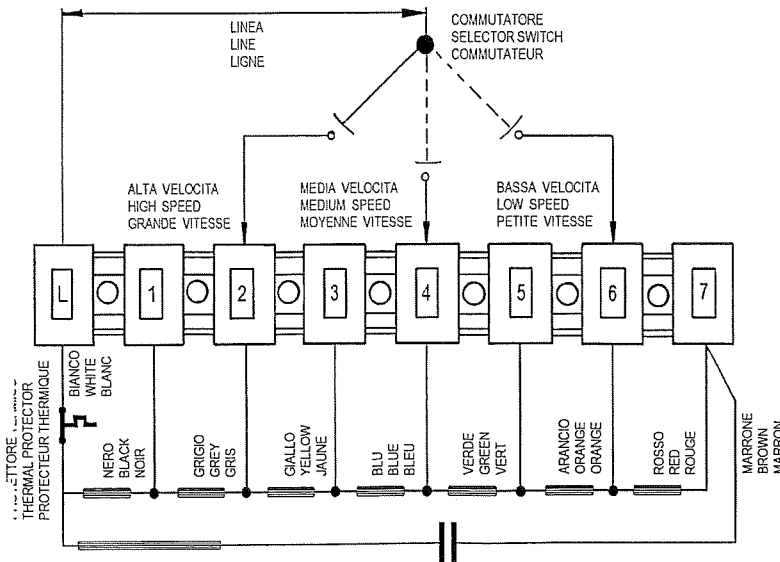 LINEA
LINE
LIGNE
COMMUTATORE
SELECTOR SWITCH
COMMUTATEUR
ALTA VELOCITA
HIGH SPEED
GRANDE VITESSE
MEDIA VELOCITA
MEDIUM SPEED
MOYENNE VITESSE
BASSA VELOCITA
LOW SPEED
PETITE VITESSE
L
1
2
3
4
5
6
7
THERMAL PROTECTOR
PROTECTEUR THERMIQUE
BIANCO
WHITE
BLANC
NERO
BLACK
NOIR
GRIGIO
GREY
GRIS
GIALLO
YELLOW
JAUNE
BLU
BLUE
BLEU
VERDE
GREEN
VERT
ARANCIO
ORANGE
ORANGE
ROSSO
RED
ROUGE
MARRONE
BROWN
MARRON